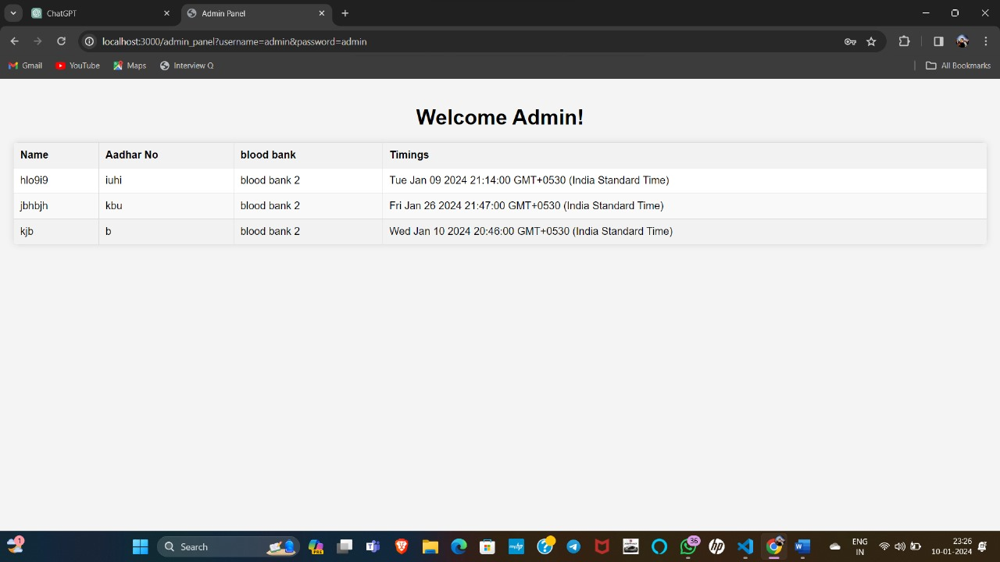 ChatGPT
Admin Panel
localhost:3000/admin_panel?username=admin&password=admin
Gmail YouTube Maps Interview Q All Bookmarks
Welcome Admin!
Name Aadhar No blood bank Timings
hlo9i9 iuhi blood bank 2 Tue Jan 09 2024 21:14:00 GMT+0530 (India Standard Time)
jbhbjh kbu blood bank 2 Fri Jan 26 2024 21:47:00 GMT+0530 (India Standard Time)
kjb b blood bank 2 Wed Jan 10 2024 20:46:00 GMT+0530 (India Standard Time)
1 Search PRE 36 ENG 23:26
IN 10-01-2024